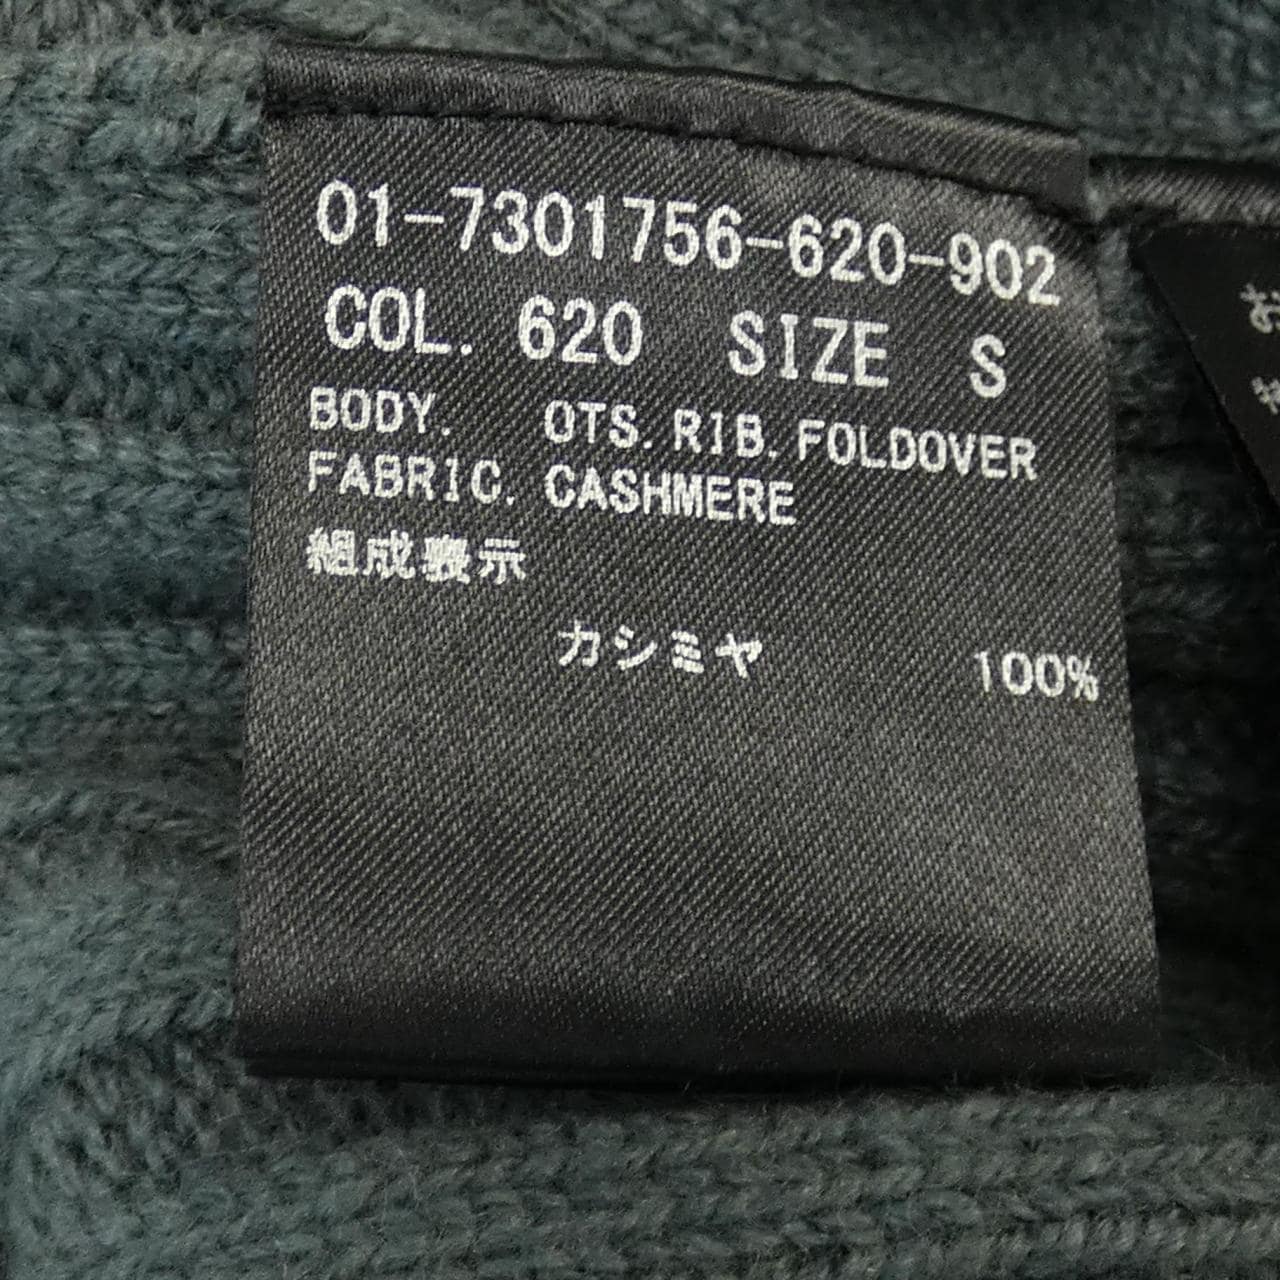 01-7301756-620-902
COL. 620 SIZE S
BODY. OTS. RIB. FOLDOVER
FABRIC. CASHMERE
組成表示
カシミヤ 100%
お